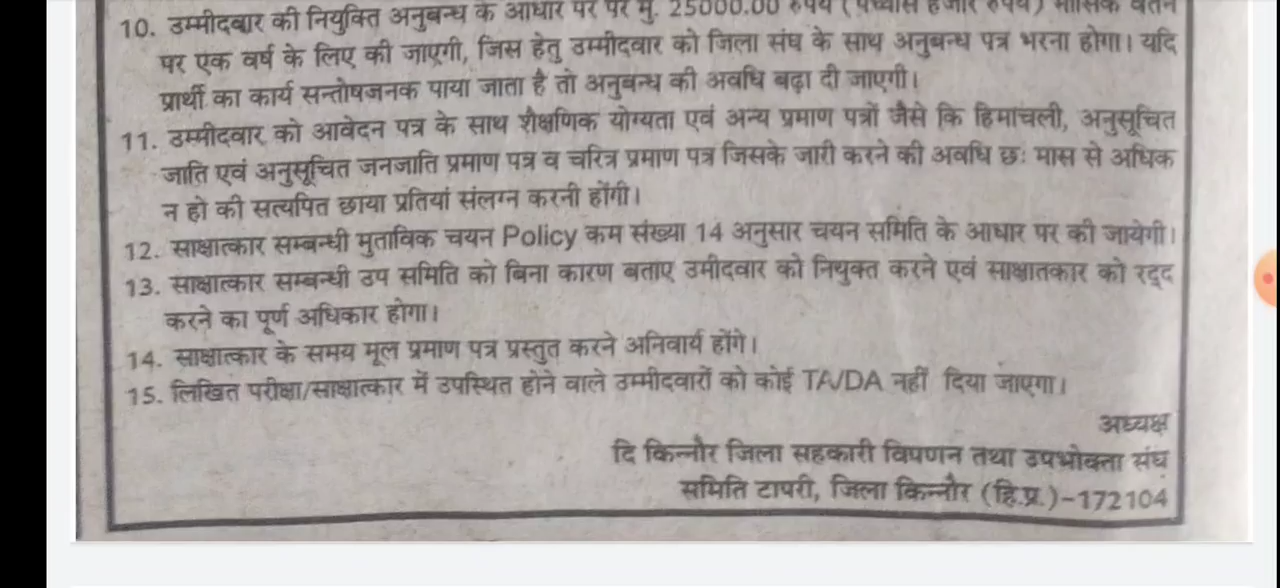 10. उम्मीदवार की नियुक्ति अनुबन्ध के आधार पर पर मु. 25000.00 रुपये (पच्चीस हजार रुपये) मासिक वेतन
पर एक वर्ष के लिए की जाएगी, जिस हेतु उम्मीदवार को जिला संघ के साथ अनुबन्ध पत्र भरना होगा। यदि
प्रार्थी का कार्य सन्तोषजनक पाया जाता है तो अनुबन्ध की अवधि बढ़ा दी जाएगी।
11. उम्मीदवार को आवेदन पत्र के साथ शैक्षणिक योग्यता एवं अन्य प्रमाण पत्रों जैसे कि हिमाचली, अनुसूचित
जाति एवं अनुसूचित जनजाति प्रमाण पत्र व चरित्र प्रमाण पत्र जिसके जारी करने की अवधि छः मास से अधिक
न हो की सत्यपित छाया प्रतियां संलग्न करनी होंगी।
12. साक्षात्कार सम्बन्धी मुताविक चयन Policy कम संख्या 14 अनुसार चयन समिति के आधार पर की जायेगी।
13. साक्षात्कार सम्बन्धी उप समिति को बिना कारण बताए उमीदवार को नियुक्त करने एवं साक्षातकार को रद्द
करने का पूर्ण अधिकार होगा।
14. साक्षात्कार के समय मूल प्रमाण पत्र प्रस्तुत करने अनिवार्य होंगे।
15. लिखित परीक्षा/साक्षात्कार में उपस्थित होने वाले उम्मीदवारों को कोई TA/DA नहीं दिया जाएगा।
अध्यक्ष
दि किन्नौर जिला सहकारी विपणन तथा उपभोक्ता संघ
समिति टापरी, जिला किन्नौर (हि.प्र.)-172104